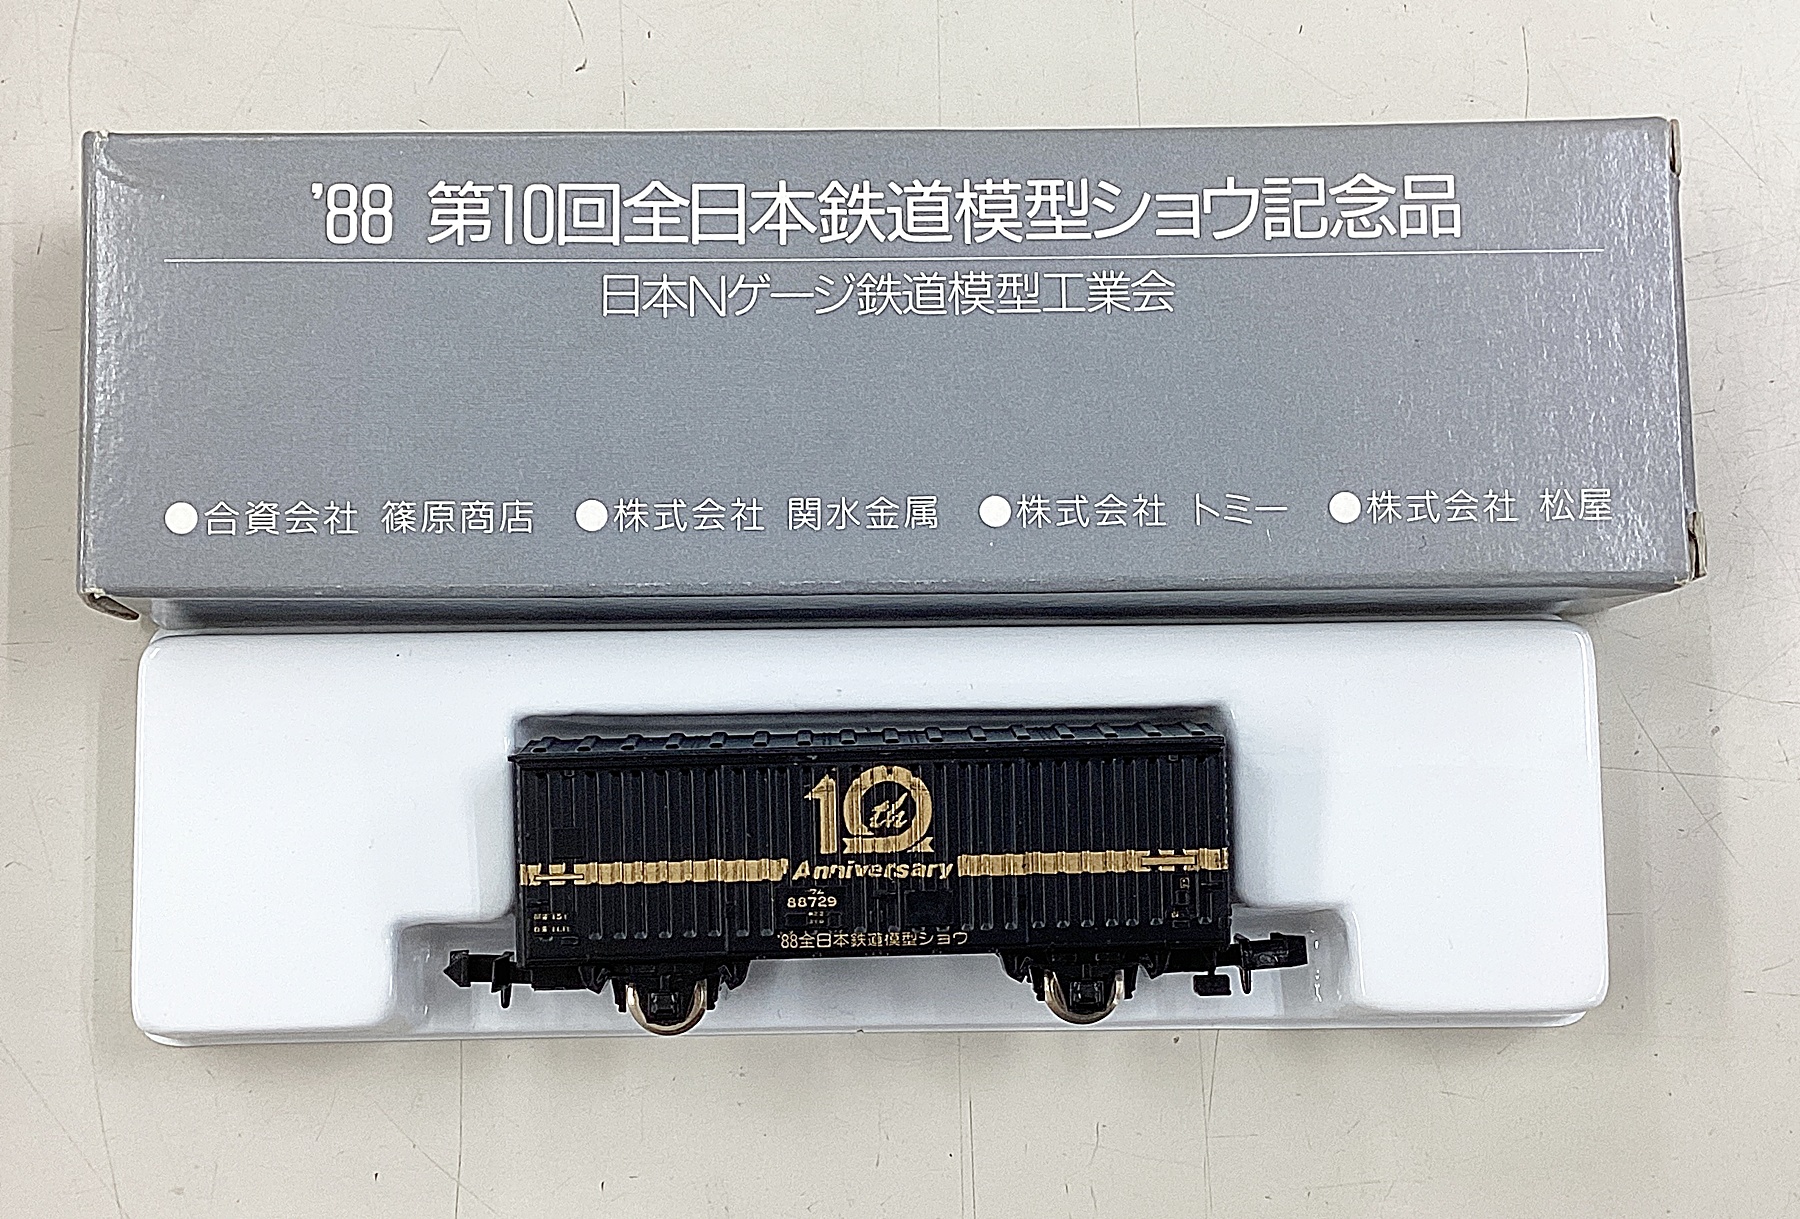 '88 第10回全日本鉄道模型ショウ記念品
日本Nゲージ鉄道模型工業会
●合資会社 篠原商店 ●株式会社 関水金属 ●株式会社 トミー ●株式会社 松屋
10th
Anniversary
88729
'88全日本鉄道模型ショウ